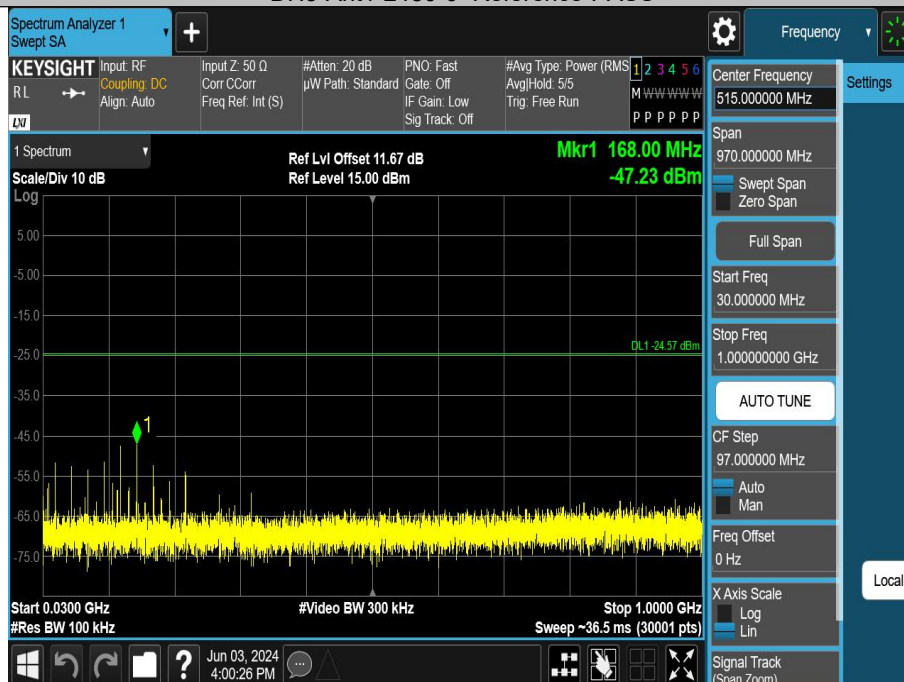 Spectrum Analyzer 1
Swept SA
Frequency
KEYSIGHT
RL
LXI
Input: RF
Coupling: DC
Align: Auto
Input Z: 50 Ω
Corr CCorr
Freq Ref: Int (S)
#Atten: 20 dB
µW Path: Standard
PNO: Fast
Gate: Off
IF Gain: Low
Sig Track: Off
#Avg Type: Power (RMS
Avg|Hold: 5/5
Trig: Free Run
1 2 3 4 5 6
M W W W W W
P P P P P P
1 Spectrum
Scale/Div 10 dB
Log
Ref Lvl Offset 11.67 dB
Ref Level 15.00 dBm
Mkr1 168.00 MHz
-47.23 dBm
5.00
-5.00
-15.0
-25.0
DL1 -24.57 dBm
-35.0
-45.0
1
-55.0
-65.0
-75.0
Start 0.0300 GHz
#Res BW 100 kHz
#Video BW 300 kHz
Stop 1.0000 GHz
Sweep ~36.5 ms (30001 pts)
Center Frequency
515.000000 MHz
Span
970.000000 MHz
Swept Span
Zero Span
Full Span
Start Freq
30.000000 MHz
Stop Freq
1.000000000 GHz
AUTO TUNE
CF Step
97.000000 MHz
Auto
Man
Freq Offset
0 Hz
X Axis Scale
Log
Lin
Signal Track
(Span Zoom)
Settings
Local
?
Jun 03, 2024
4:00:26 PM